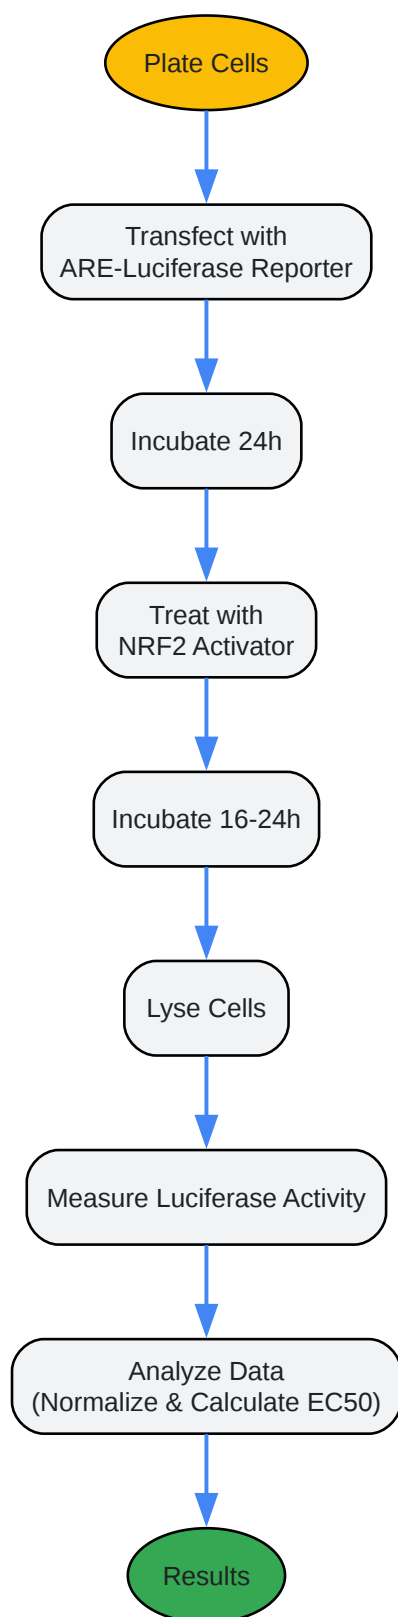 Plate Cells
Transfect with
ARE-Luciferase Reporter
Incubate 24h
Treat with
NRF2 Activator
Incubate 16-24h
Lyse Cells
Measure Luciferase Activity
Analyze Data
(Normalize & Calculate EC50)
Results